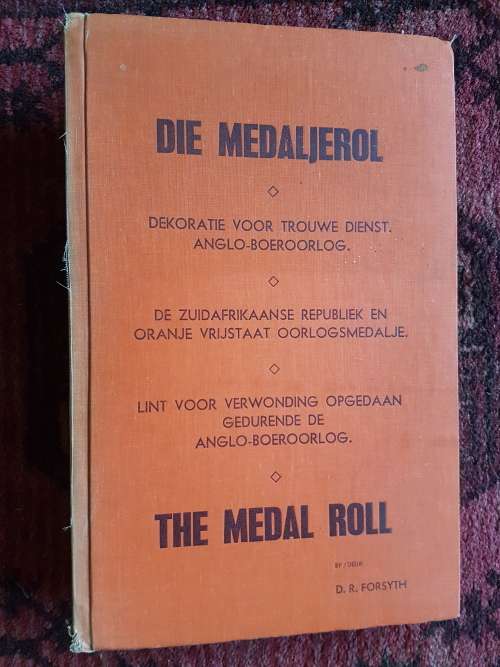 DIE MEDALJEROL
DEKORATIE VOOR TROUWE DIENST.
ANGLO-BOEROORLOG.
DE ZUIDAFRIKAANSE REPUBLIEK EN
ORANJE VRIJSTAAT OORLOGSMEDALJE.
LINT VOOR VERWONDING OPGEDAAN
GEDURENDE DE
ANGLO-BOEROORLOG.
THE MEDAL ROLL
BY/DEUR
D. R. FORSYTH